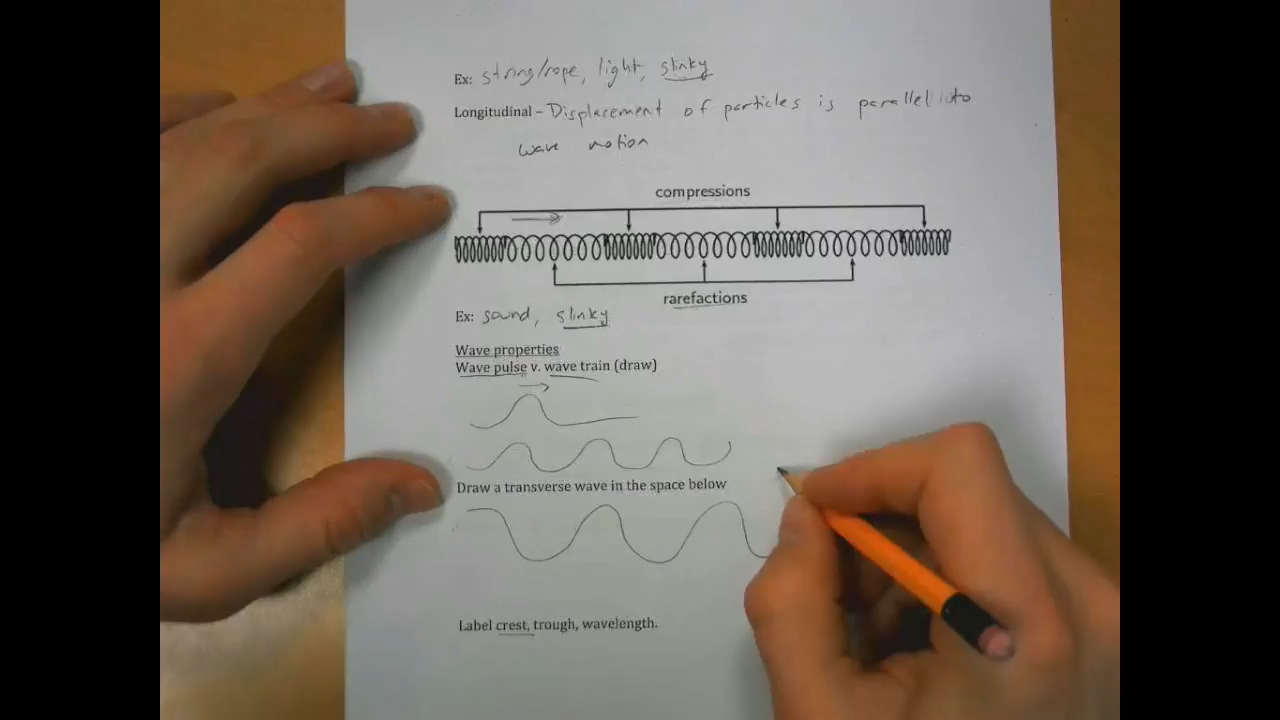 Ex: string/rope, light, slinky
Longitudinal – Displacement of particles is parallel to
wave motion
compressions
rarefactions
Ex: sound, slinky
Wave properties
Wave pulse v. wave train (draw)
Draw a transverse wave in the space below
Label crest, trough, wavelength.